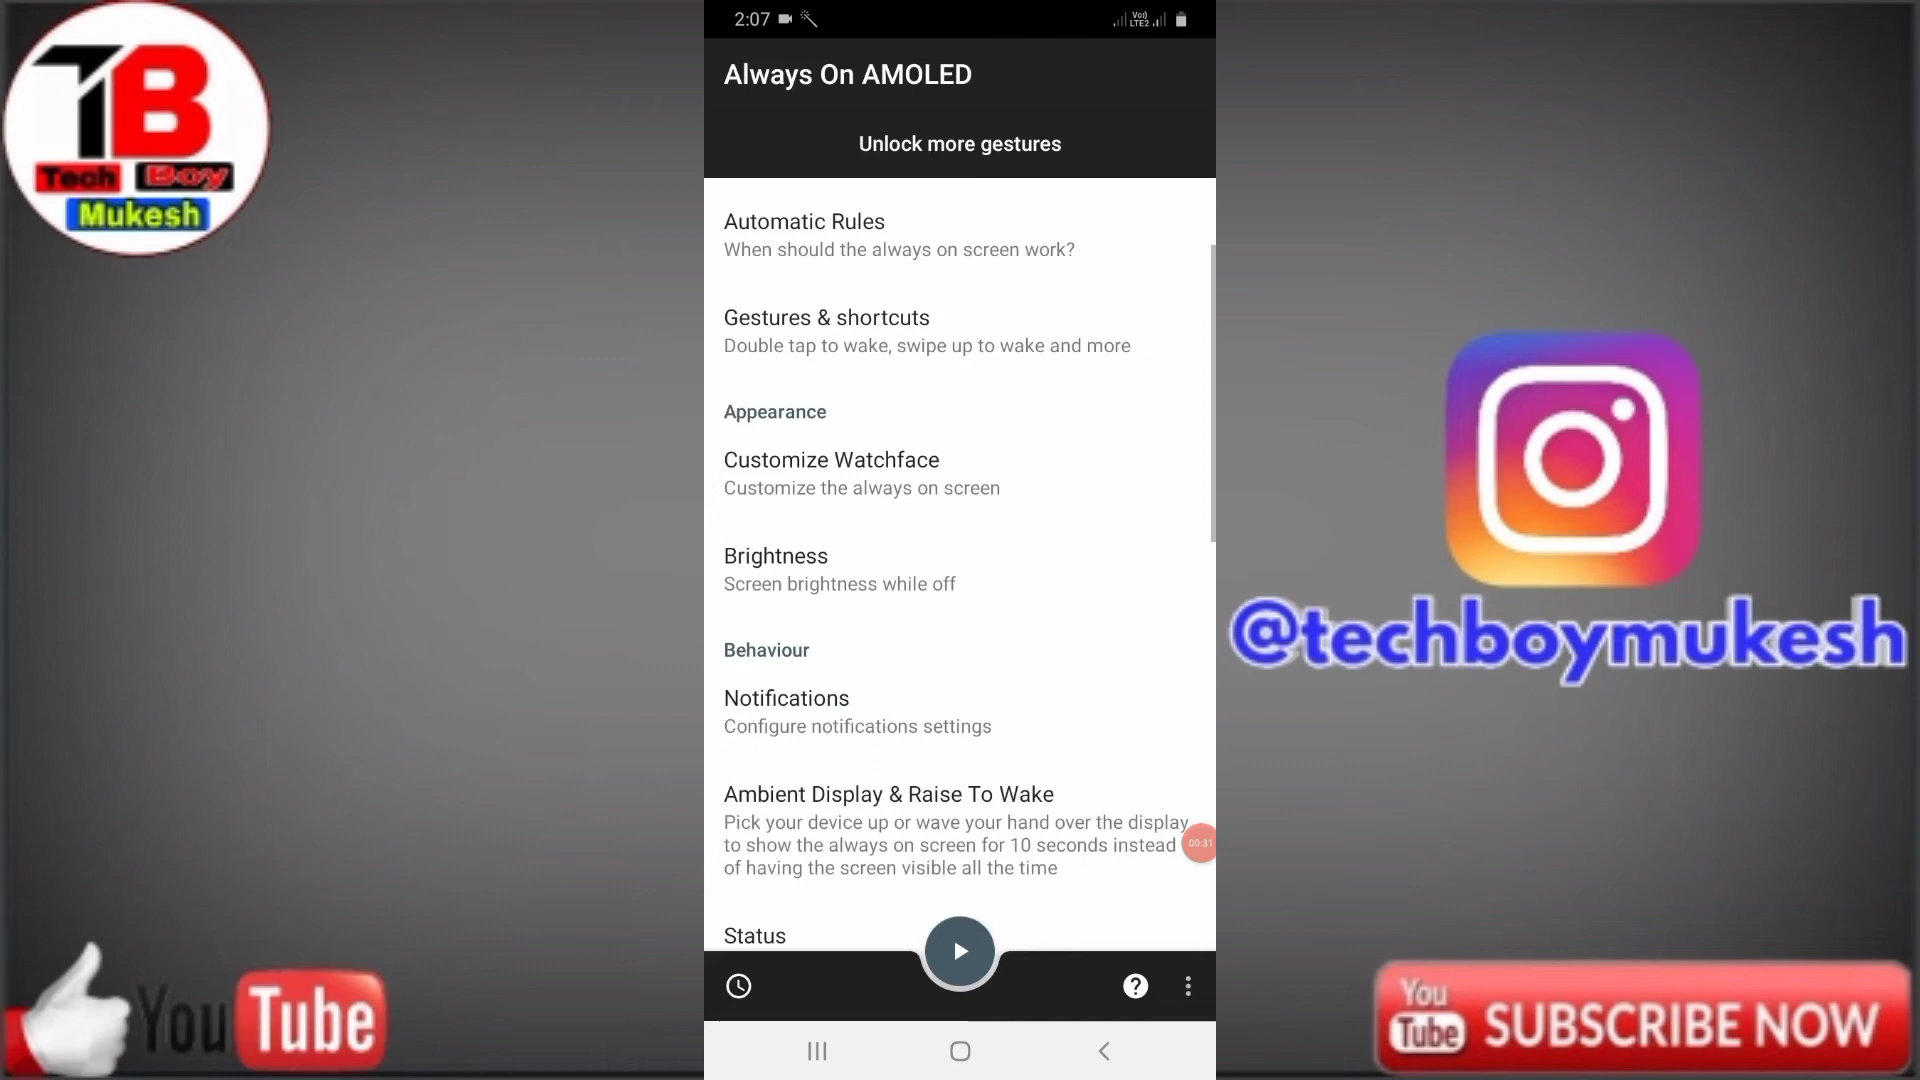 2:07
Vo)
LTE2
Always On AMOLED
Unlock more gestures
Automatic Rules
When should the always on screen work?
Gestures & shortcuts
Double tap to wake, swipe up to wake and more
Appearance
Customize Watchface
Customize the always on screen
Brightness
Screen brightness while off
Behaviour
Notifications
Configure notifications settings
Ambient Display & Raise To Wake
Pick your device up or wave your hand over the display
to show the always on screen for 10 seconds instead
of having the screen visible all the time
00:31
Status
TB
Tech Boy
Mukesh
@techboymukesh
YouTube
You
Tube SUBSCRIBE NOW